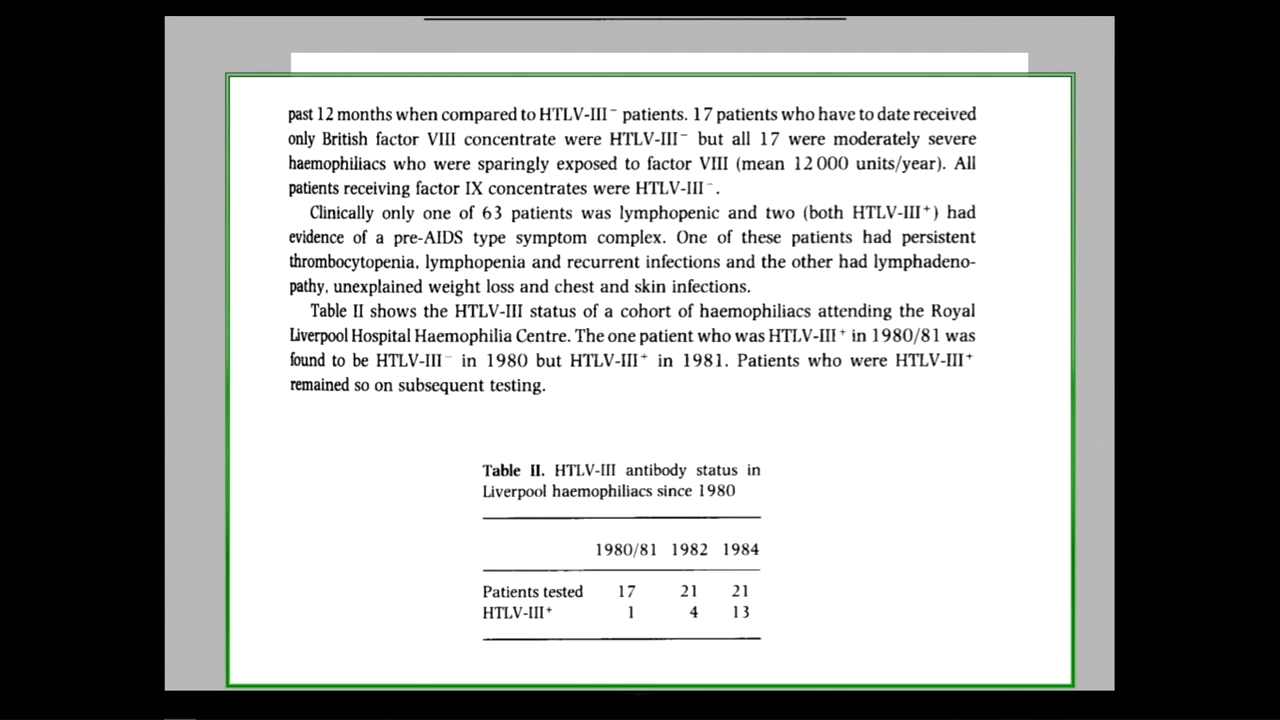 past 12 months when compared to HTLV-III⁻ patients. 17 patients who have to date received
only British factor VIII concentrate were HTLV-III⁻ but all 17 were moderately severe
haemophiliacs who were sparingly exposed to factor VIII (mean 12 000 units/year). All
patients receiving factor IX concentrates were HTLV-III⁻.
Clinically only one of 63 patients was lymphopenic and two (both HTLV-III⁺) had
evidence of a pre-AIDS type symptom complex. One of these patients had persistent
thrombocytopenia, lymphopenia and recurrent infections and the other had lymphadeno-
pathy, unexplained weight loss and chest and skin infections.
Table II shows the HTLV-III status of a cohort of haemophiliacs attending the Royal
Liverpool Hospital Haemophilia Centre. The one patient who was HTLV-III⁺ in 1980/81 was
found to be HTLV-III⁻ in 1980 but HTLV-III⁺ in 1981. Patients who were HTLV-III⁺
remained so on subsequent testing.
Table II. HTLV-III antibody status in
Liverpool haemophiliacs since 1980
1980/81 1982 1984
Patients tested 17 21 21
HTLV-III⁺ 1 4 13